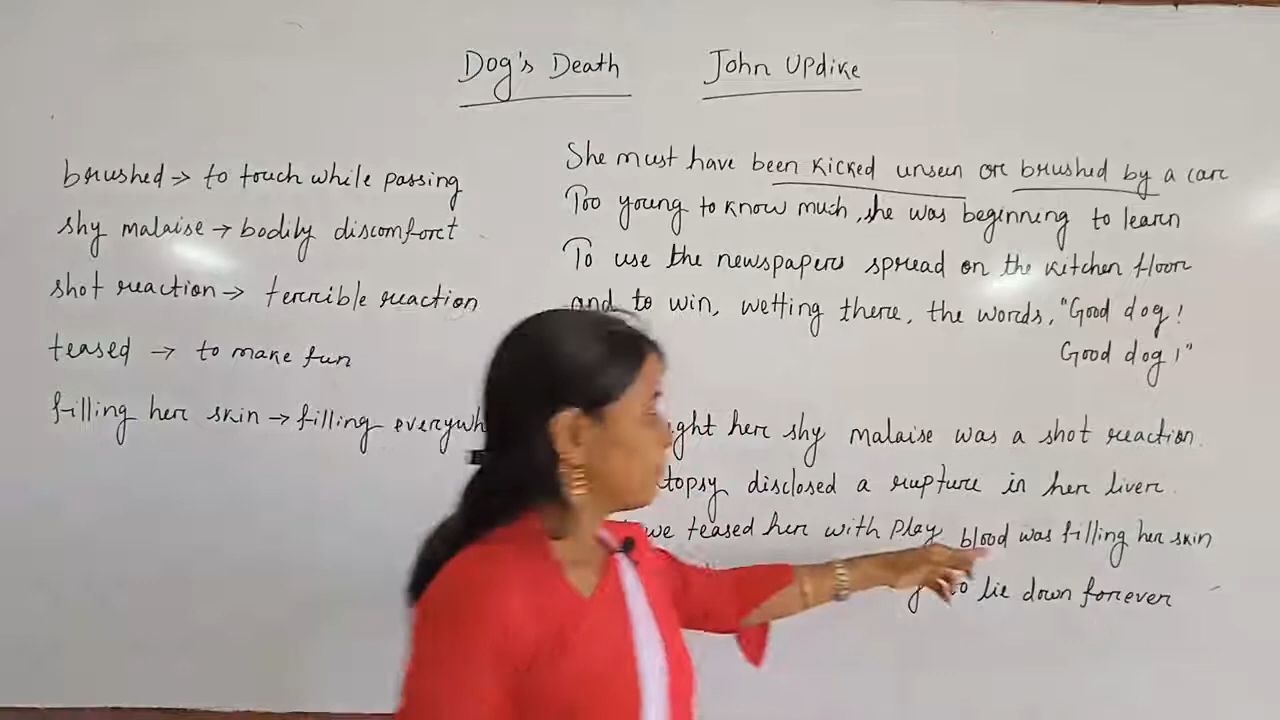 Dog's Death John Updike
brushed → to touch while passing
shy malaise → bodily discomfort
shot reaction → terrible reaction
teased → to make fun
filling her skin → filling
She must have been kicked unseen or brushed by a car
Too young to know much, she was beginning to learn
To use the newspapers spread on the kitchen floor
and to win, wetting there, the words, "Good dog!
Good dog!"
her shy malaise was a shot reaction.
disclosed a rupture in her liver.
we teased her with play blood was filling her skin
lie down forever